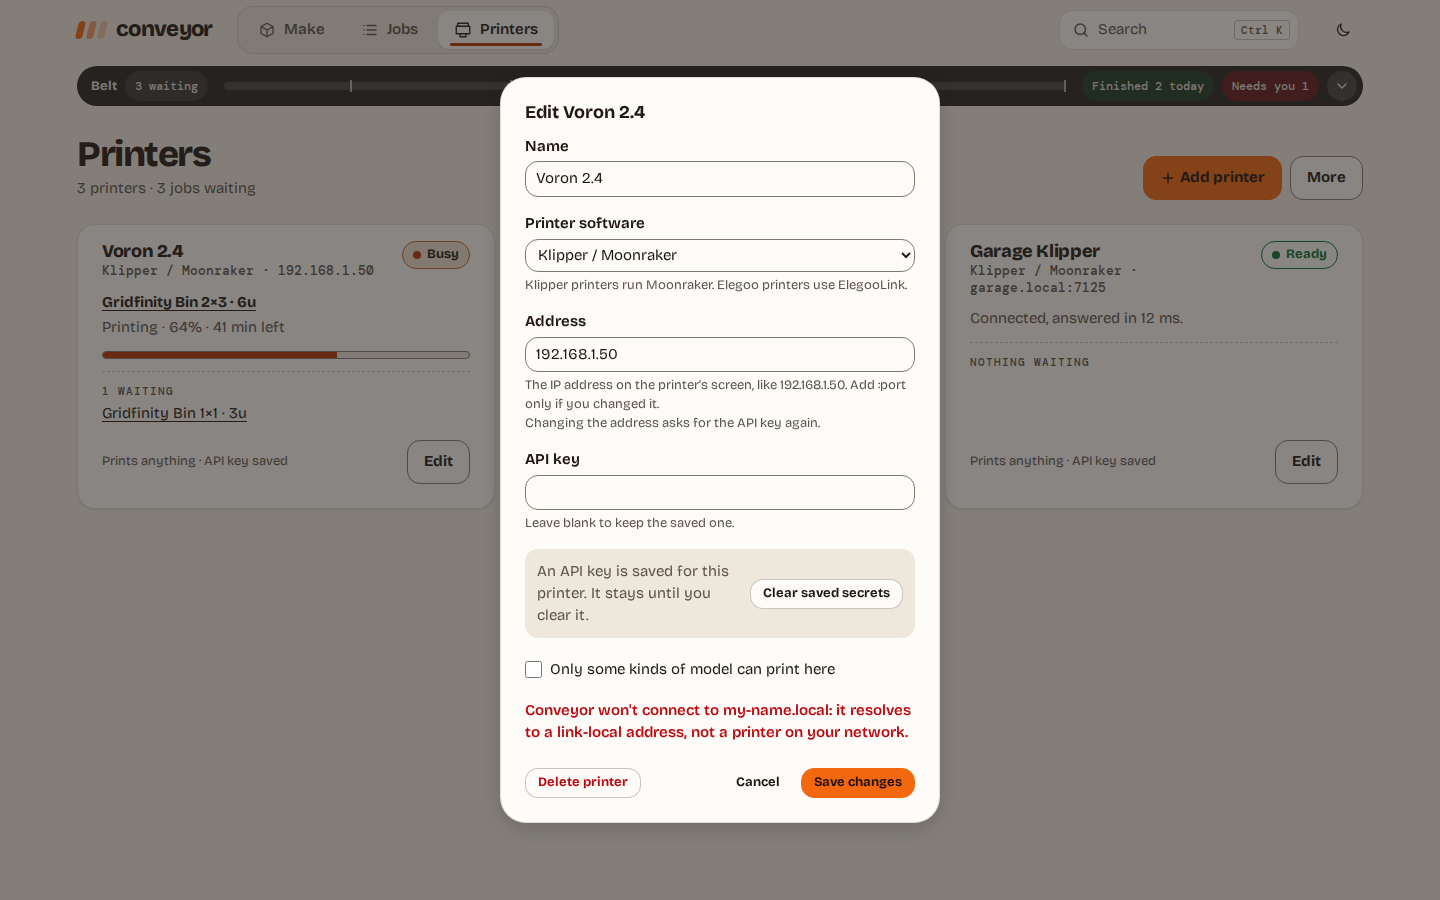 conveyor
Make
Jobs
Printers
Search
Ctrl K
Belt
3 waiting
Finished 2 today
Needs you 1
Printers
3 printers · 3 jobs waiting
+ Add printer
More
Voron 2.4
Busy
Klipper / Moonraker · 192.168.1.50
Gridfinity Bin 2×3 · 6u
Printing · 64% · 41 min left
1 WAITING
Gridfinity Bin 1×1 · 3u
Prints anything · API key saved
Edit
Edit Voron 2.4
Name
Voron 2.4
Printer software
Klipper / Moonraker
Klipper printers run Moonraker. Elegoo printers use ElegooLink.
Address
192.168.1.50
The IP address on the printer's screen, like 192.168.1.50. Add :port
only if you changed it.
Changing the address asks for the API key again.
API key
Leave blank to keep the saved one.
An API key is saved for this
printer. It stays until you
clear it.
Clear saved secrets
Only some kinds of model can print here
Conveyor won't connect to my-name.local: it resolves
to a link-local address, not a printer on your network.
Delete printer
Cancel
Save changes
Garage Klipper
Ready
Klipper / Moonraker ·
garage.local:7125
Connected, answered in 12 ms.
NOTHING WAITING
Prints anything · API key saved
Edit